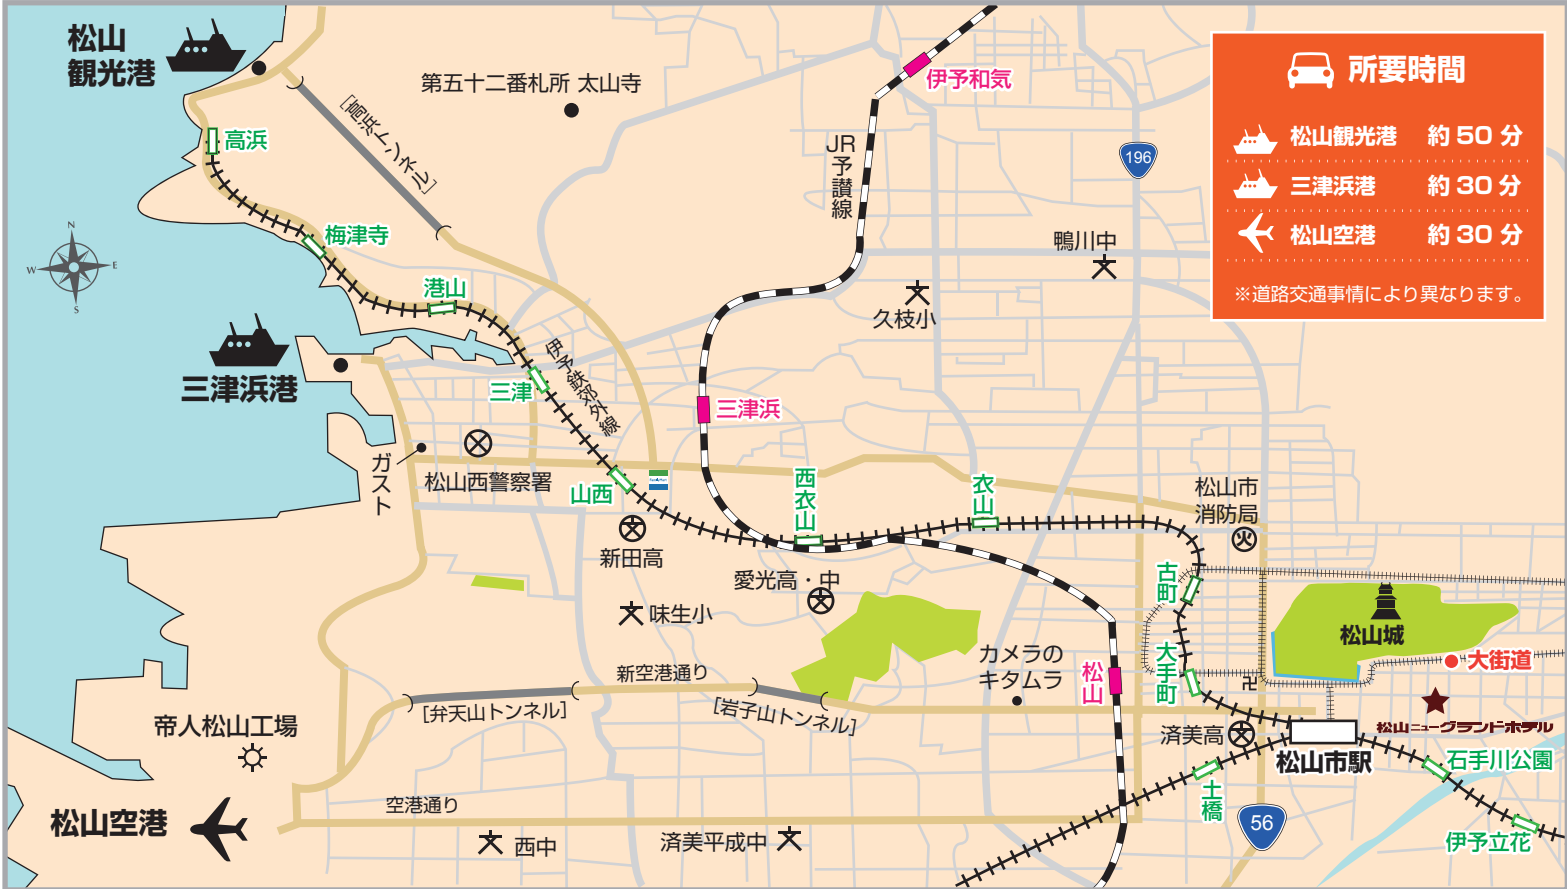 松山
観光港
第五十二番札所 太山寺
[高浜トンネル]
高浜
伊予和気
JR予讃線
196
所要時間
松山観光港 約 50 分
三津浜港 約 30 分
松山空港 約 30 分
※道路交通事情により異なります。
N
W
E
S
梅津寺
港山
鴨川中
久枝小
三津浜港
三津
伊予鉄郊外線
三津浜
ガスト
松山西警察署
山西
西衣山
衣山
松山市
消防局
火
新田高
愛光高・中
味生小
古町
松山城
大街道
新空港通り
[弁天山トンネル]
[岩子山トンネル]
カメラの
キタムラ
松山
大手町
卍
帝人松山工場
済美高
松山市駅
松山ニューグランドホテル
石手川公園
土橋
松山空港
空港通り
西中
済美平成中
56
伊予立花